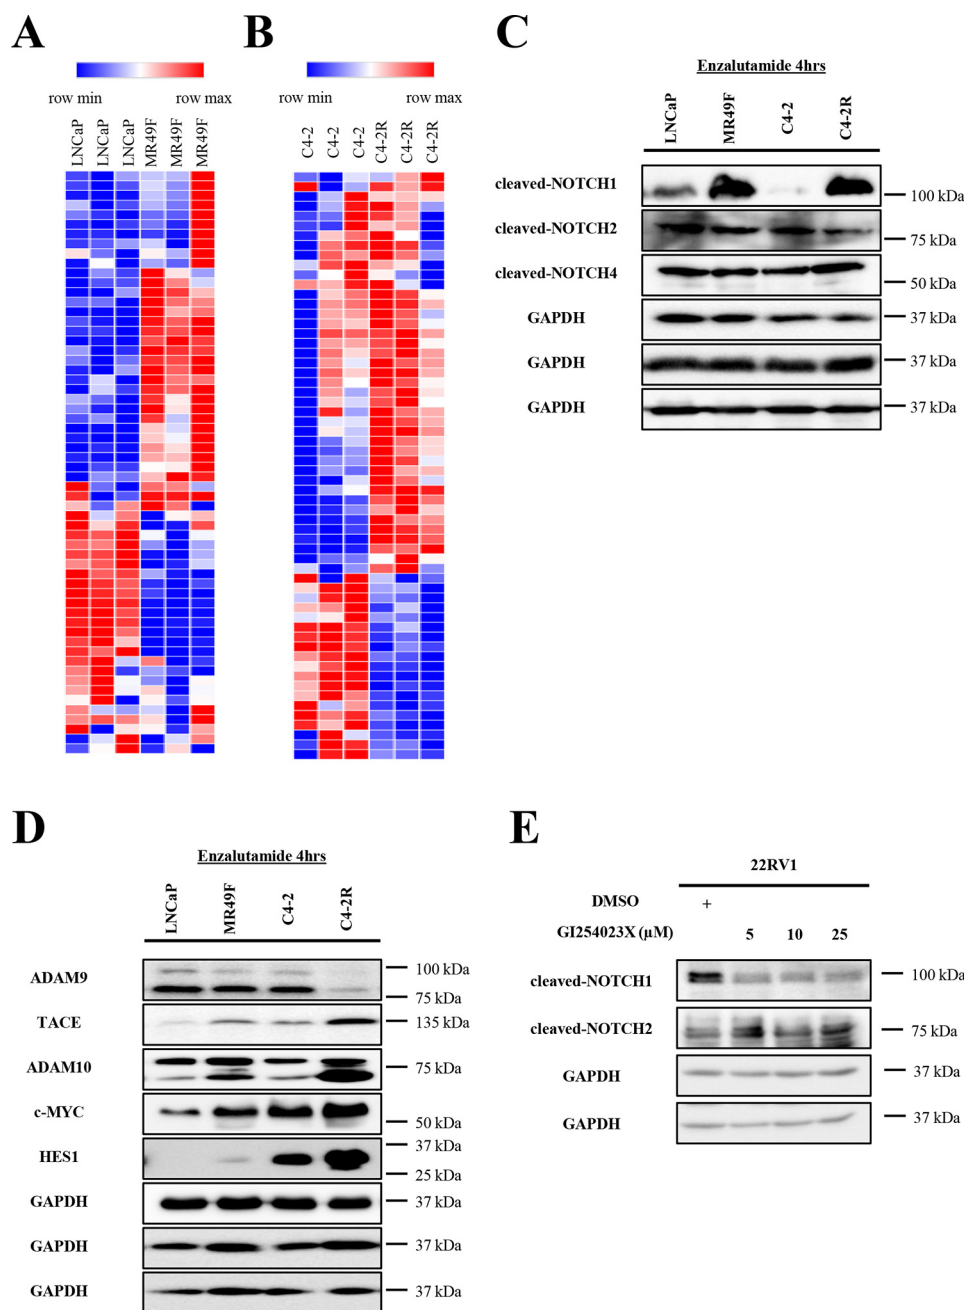 A
row min row max
LNCaP LNCaP LNCaP MR49F MR49F MR49F
B
row min row max
C4-2 C4-2 C4-2 C4-2R C4-2R C4-2R
C
Enzalutamide 4hrs
LNCaP MR49F C4-2 C4-2R
cleaved-NOTCH1 100 kDa
cleaved-NOTCH2 75 kDa
cleaved-NOTCH4 50 kDa
GAPDH 37 kDa
GAPDH 37 kDa
GAPDH 37 kDa
D
Enzalutamide 4hrs
LNCaP MR49F C4-2 C4-2R
ADAM9 100 kDa
75 kDa
TACE 135 kDa
ADAM10 75 kDa
c-MYC 50 kDa
HES1 37 kDa
25 kDa
GAPDH 37 kDa
GAPDH 37 kDa
GAPDH 37 kDa
E
22RV1
DMSO +
GI254023X (µM) 5 10 25
cleaved-NOTCH1 100 kDa
cleaved-NOTCH2 75 kDa
GAPDH 37 kDa
GAPDH 37 kDa